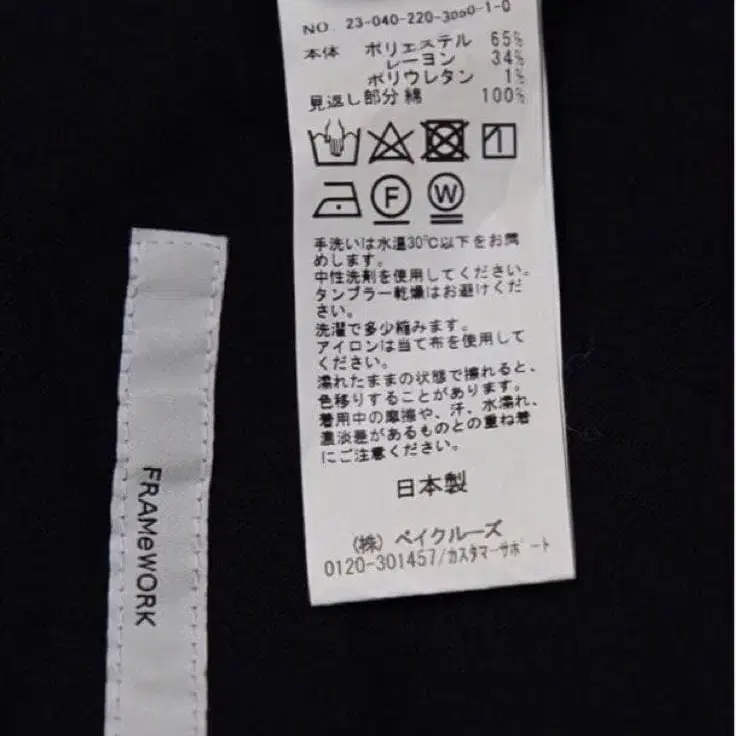 NO. 23-040-220-3060-1-0
本体 ポリエステル 65%
レーヨン 34%
ポリウレタン 1%
見返し部分 綿 100%
F W
手洗いは水温30℃以下をお薦
めします。
中性洗剤を使用してください。
タンブラー乾燥はお避けくだ
さい。
洗濯で多少縮みます。
アイロンは当て布を使用して
ください。
濡れたままの状態で擦れると、
色移りすることがあります。
着用中の摩擦や、汗、水濡れ、
濃淡差があるものとの重ね着
にご注意ください。
日本製
(株) ベイクルーズ
0120-301457/カスタマーサポート
FRAMeWORK